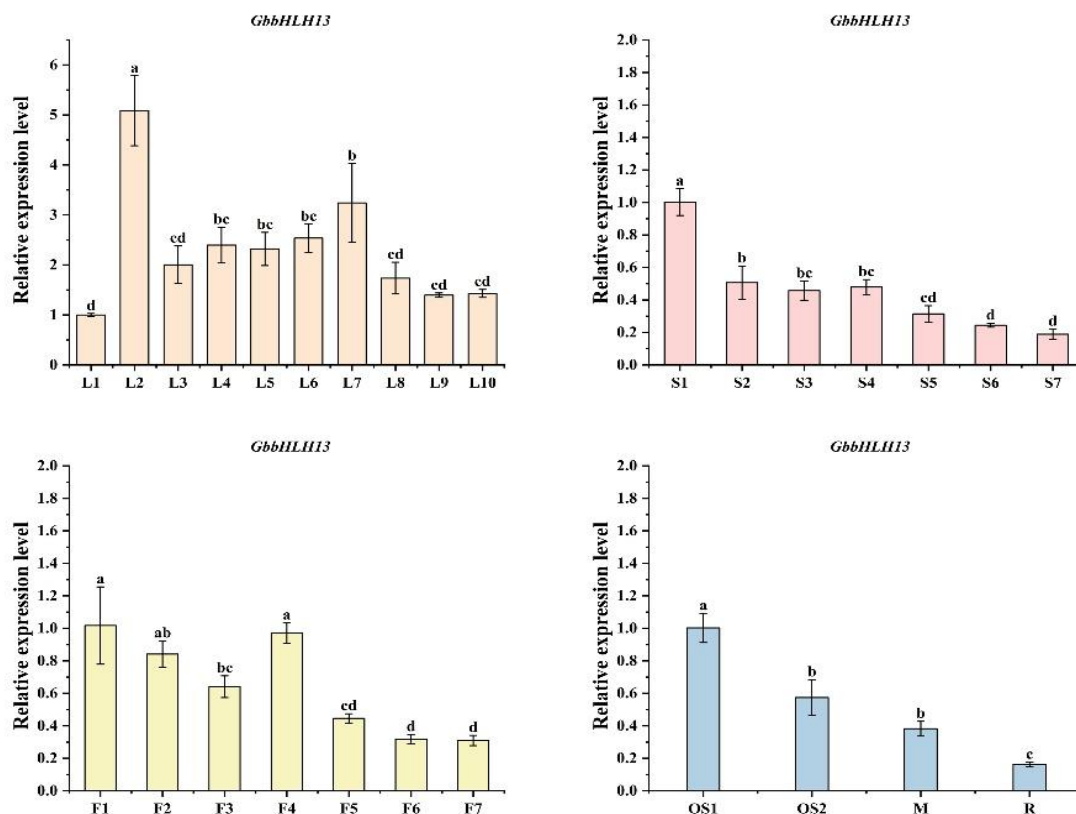 GbbHLH13
Relative expression level
6
5
4
3
2
1
0
d
a
cd
bc
bc
bc
b
cd
cd
cd
L1 L2 L3 L4 L5 L6 L7 L8 L9 L10
GbbHLH13
Relative expression level
2.0
1.8
1.6
1.4
1.2
1.0
0.8
0.6
0.4
0.2
0.0
a
b
bc
bc
cd
d
d
S1 S2 S3 S4 S5 S6 S7
GbbHLH13
Relative expression level
2.0
1.8
1.6
1.4
1.2
1.0
0.8
0.6
0.4
0.2
0.0
a
ab
bc
a
cd
d
d
F1 F2 F3 F4 F5 F6 F7
GbbHLH13
Relative expression level
2.0
1.8
1.6
1.4
1.2
1.0
0.8
0.6
0.4
0.2
0.0
a
b
b
c
OS1 OS2 M R